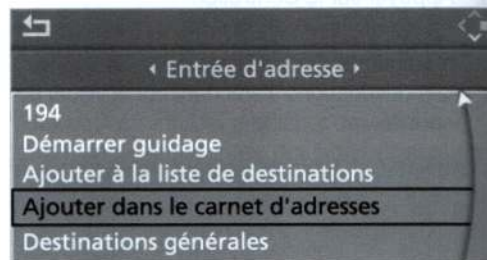 Entrée d'adresse
194
Démarrer guidage
Ajouter à la liste de destinations
Ajouter dans le carnet d'adresses
Destinations générales